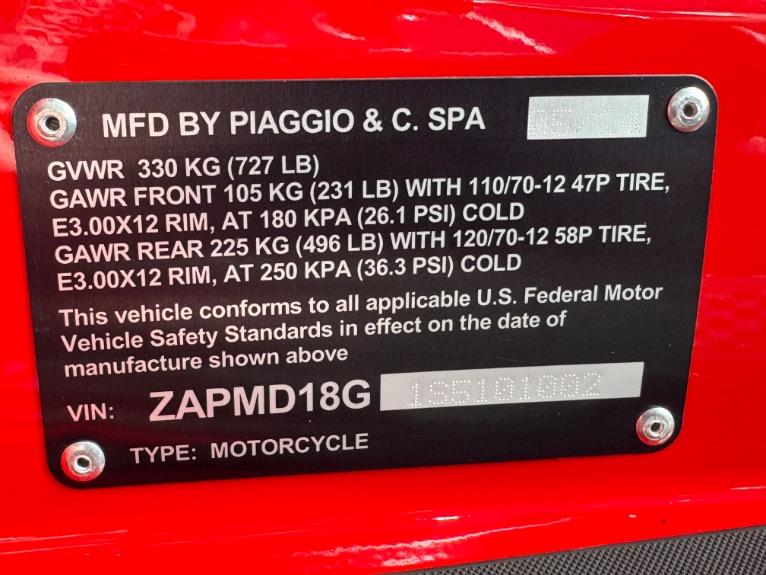 MFD BY PIAGGIO & C. SPA
GVWR 330 KG (727 LB)
GAWR FRONT 105 KG (231 LB) WITH 110/70-12 47P TIRE,
E3.00X12 RIM, AT 180 KPA (26.1 PSI) COLD
GAWR REAR 225 KG (496 LB) WITH 120/70-12 58P TIRE,
E3.00X12 RIM, AT 250 KPA (36.3 PSI) COLD
This vehicle conforms to all applicable U.S. Federal Motor
Vehicle Safety Standards in effect on the date of
manufacture shown above
VIN: ZAPMD18G 1S5101002
TYPE: MOTORCYCLE